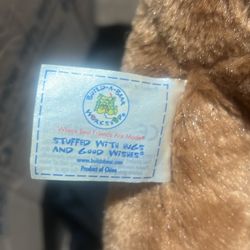 BUILD-A-BEAR
WORKSHOP®
Where Best Friends Are Made®
STUFFED WITH HUGS
AND GOOD WISHES®
www.buildabear.com
Product of China